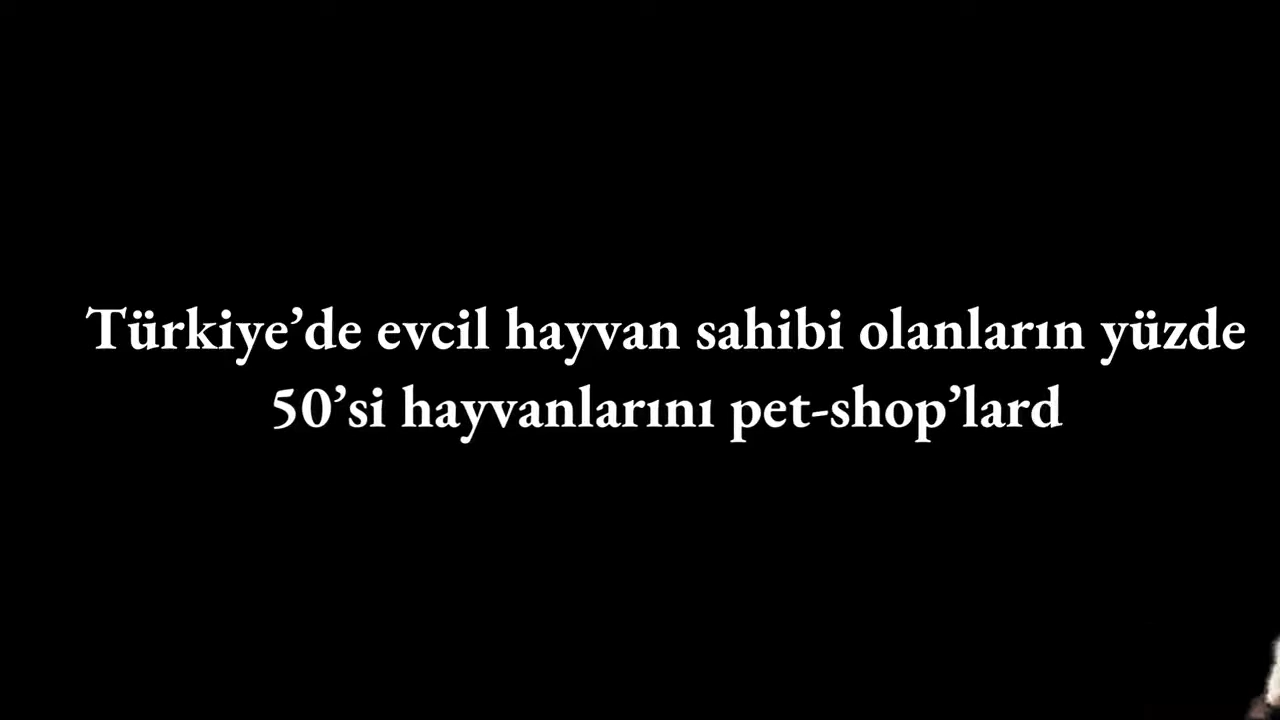 Türkiye’de evcil hayvan sahibi olanların yüzde
50’si hayvanlarını pet-shop’lard